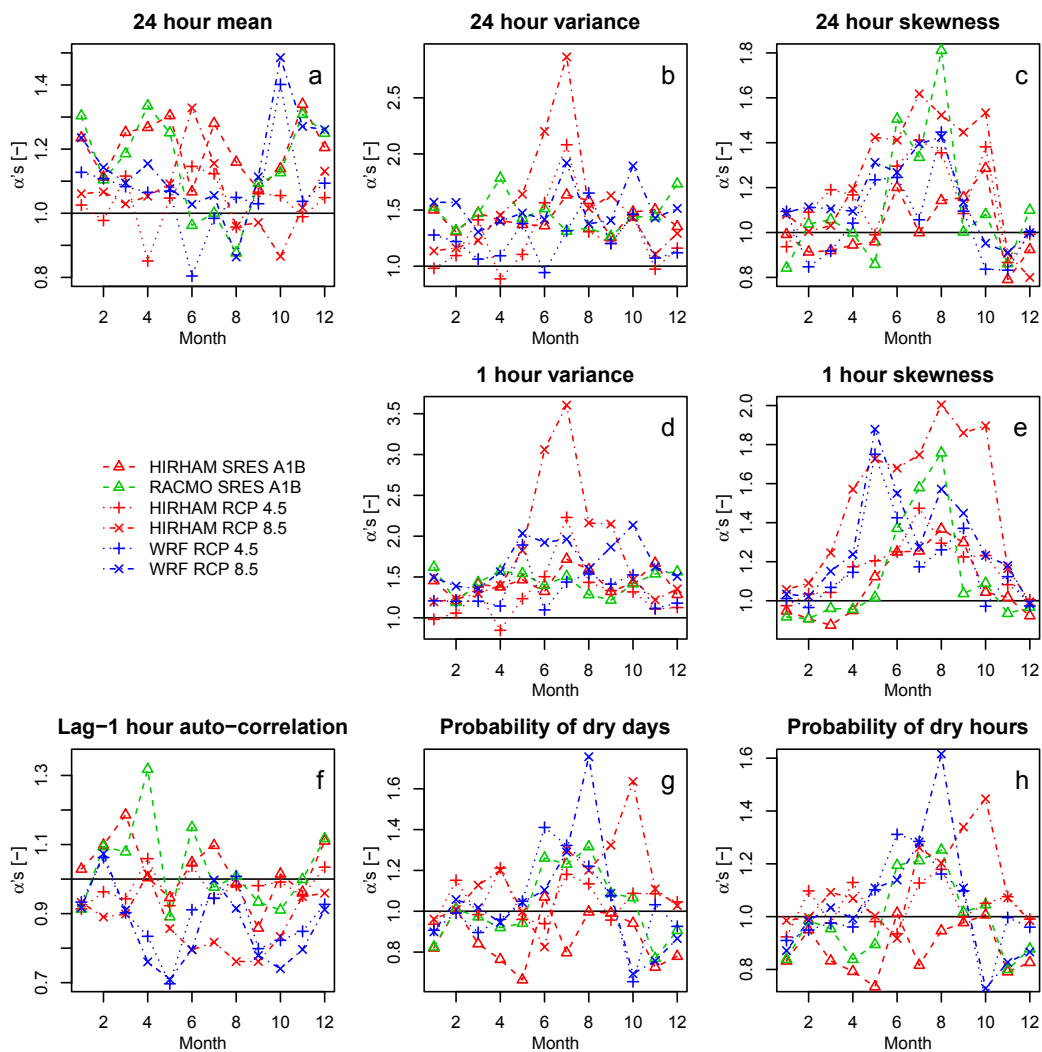 24 hour mean
24 hour variance
24 hour skewness
a
b
c
α's [−]
0.8 1.0 1.2 1.4
2 4 6 8 10 12
Month
α's [−]
1.0 1.5 2.0 2.5
2 4 6 8 10 12
Month
α's [−]
0.8 1.0 1.2 1.4 1.6 1.8
2 4 6 8 10 12
Month
1 hour variance
1 hour skewness
d
e
HIRHAM SRES A1B
RACMO SRES A1B
HIRHAM RCP 4.5
HIRHAM RCP 8.5
WRF RCP 4.5
WRF RCP 8.5
α's [−]
1.0 1.5 2.0 2.5 3.0 3.5
2 4 6 8 10 12
Month
α's [−]
1.0 1.2 1.4 1.6 1.8 2.0
2 4 6 8 10 12
Month
Lag−1 hour auto−correlation
Probability of dry days
Probability of dry hours
f
g
h
α's [−]
0.7 0.9 1.1 1.3
2 4 6 8 10 12
Month
α's [−]
0.8 1.0 1.2 1.4 1.6
2 4 6 8 10 12
Month
α's [−]
0.8 1.0 1.2 1.4 1.6
2 4 6 8 10 12
Month